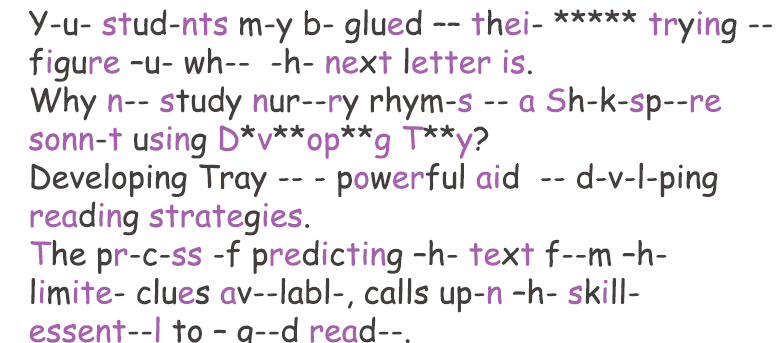 Y-u- stud-nts m-y b- glued -- thei- ***** trying --
figure -u- wh-- -h- next letter is.
Why n-- study nur--ry rhym-s -- a Sh-k-sp--re
sonn-t using D*v**op**g T**y?
Developing Tray -- - powerful aid -- d-v-l-ping
reading strategies.
The pr-c-ss -f predicting -h- text f--m -h-
limite- clues av--labl-, calls up-n -h- skill-
essent--l to - g--d read--.